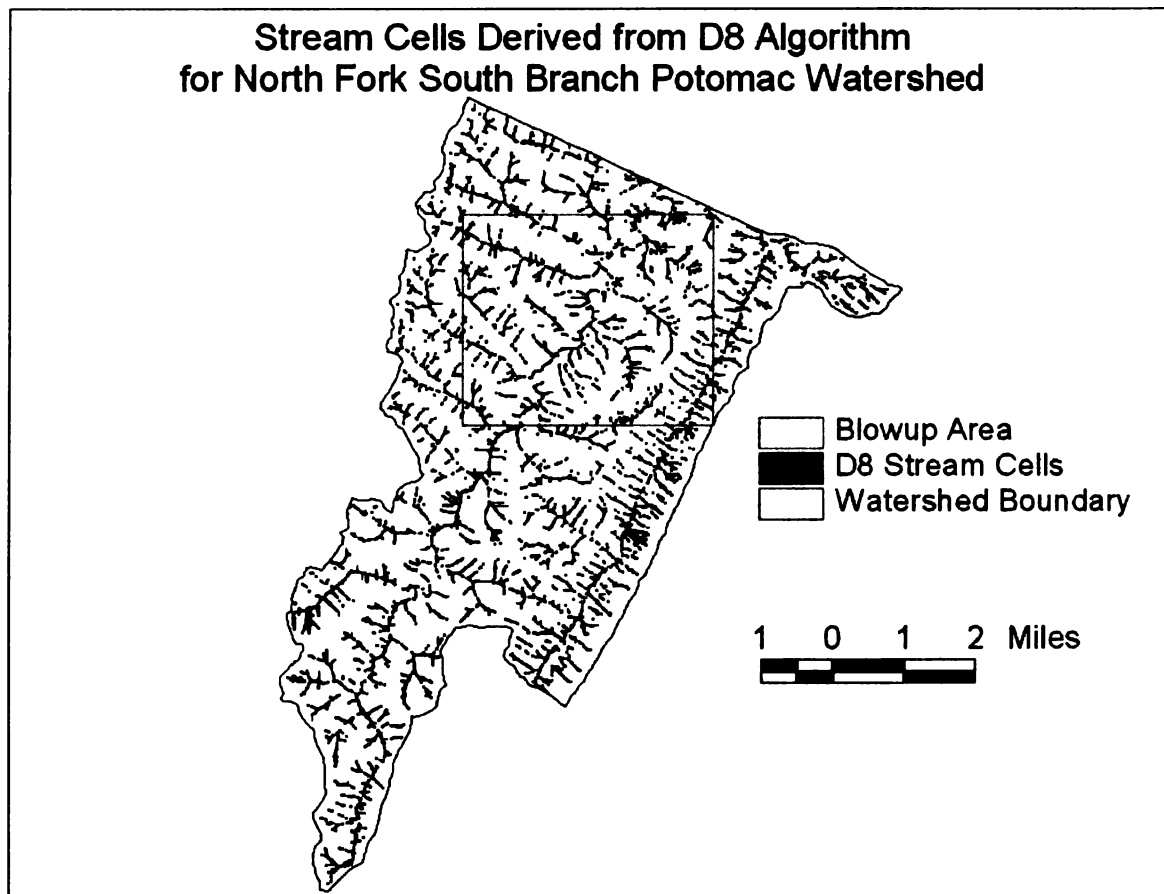 Stream Cells Derived from D8 Algorithm
for North Fork South Branch Potomac Watershed
Blowup Area
D8 Stream Cells
Watershed Boundary
1 0 1 2 Miles